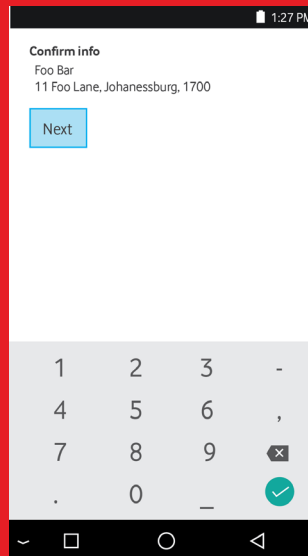 1:27 PM
Confirm info
Foo Bar
11 Foo Lane, Johanessburg, 1700
Next
1 2 3 -
4 5 6 ,
7 8 9
. 0 _